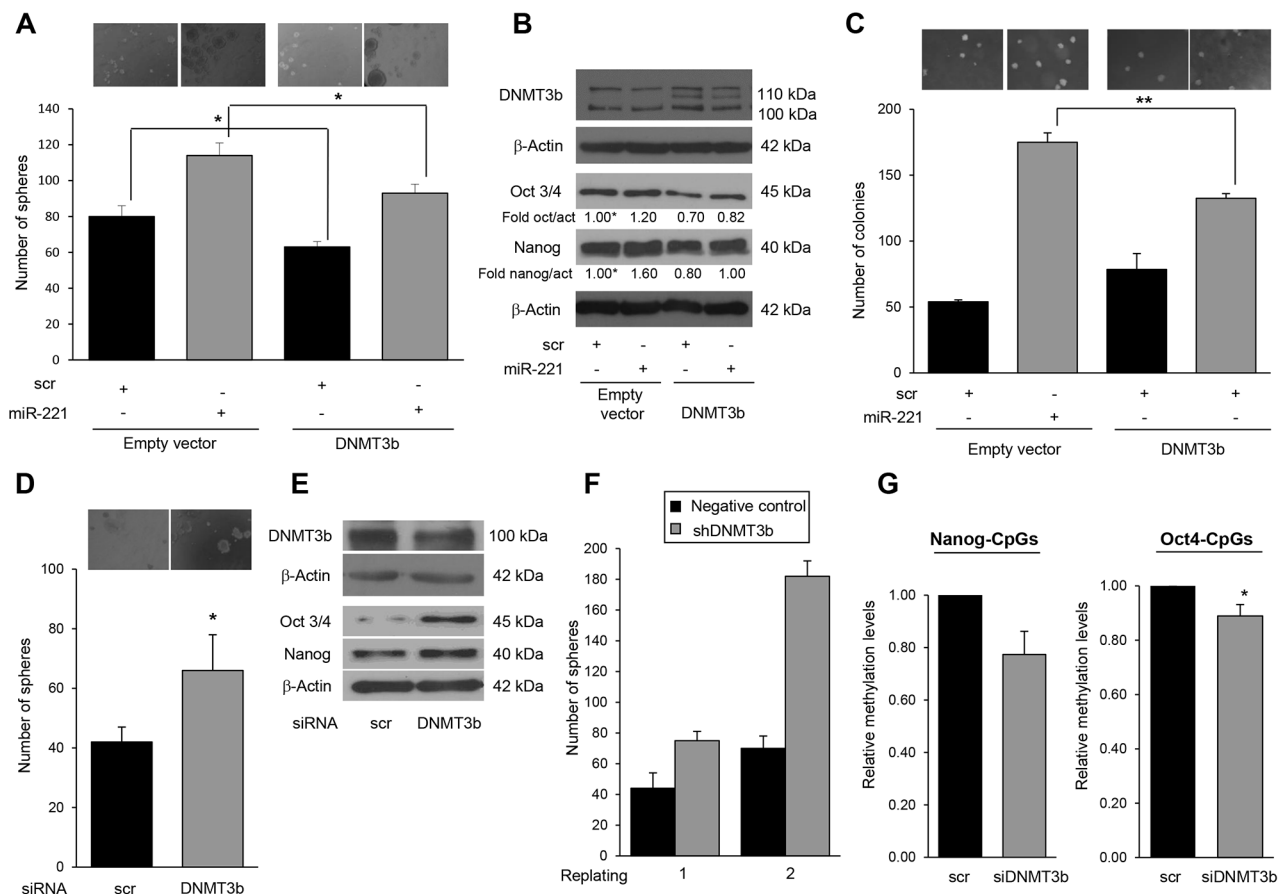 A
*
*
140
120
100
80
60
40
20
0
Number of spheres
scr + - + -
miR-221 - + - +
Empty vector DNMT3b
B
DNMT3b 110 kDa
100 kDa
β-Actin 42 kDa
Oct 3/4 45 kDa
Fold oct/act 1.00* 1.20 0.70 0.82
Nanog 40 kDa
Fold nanog/act 1.00* 1.60 0.80 1.00
β-Actin 42 kDa
scr + - + -
miR-221 - + - +
Empty
vector DNMT3b
C
**
200
150
100
50
0
Number of colonies
scr + - + +
miR-221 - + - -
Empty vector DNMT3b
D
*
100
80
60
40
20
0
Number of spheres
siRNA scr DNMT3b
E
DNMT3b 100 kDa
β-Actin 42 kDa
Oct 3/4 45 kDa
Nanog 40 kDa
β-Actin 42 kDa
siRNA scr DNMT3b
F
Negative control
shDNMT3b
200
180
160
140
120
100
80
60
40
20
0
Number of spheres
Replating 1 2
G
Nanog-CpGs
1.00
0.80
0.60
0.40
0.20
0.00
Relative methylation levels
scr siDNMT3b
Oct4-CpGs
*
1.00
0.80
0.60
0.40
0.20
0.00
Relative methylation levels
scr siDNMT3b